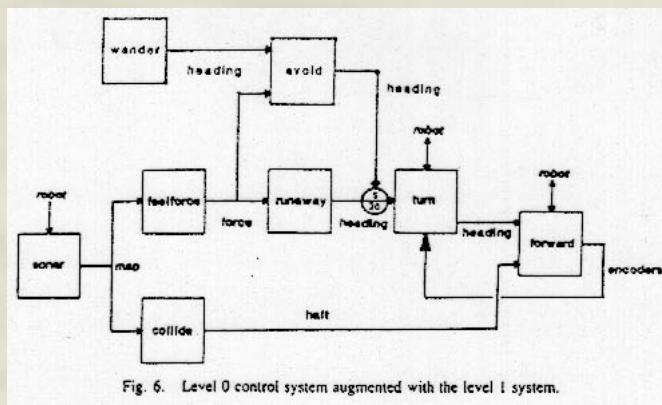 wander
avoid
heading
heading
robot
robot
robot
feelforce
runaway
S
turn
force
heading
heading
forward
sonar
map
encoders
halt
collide
Fig. 6. Level 0 control system augmented with the level 1 system.